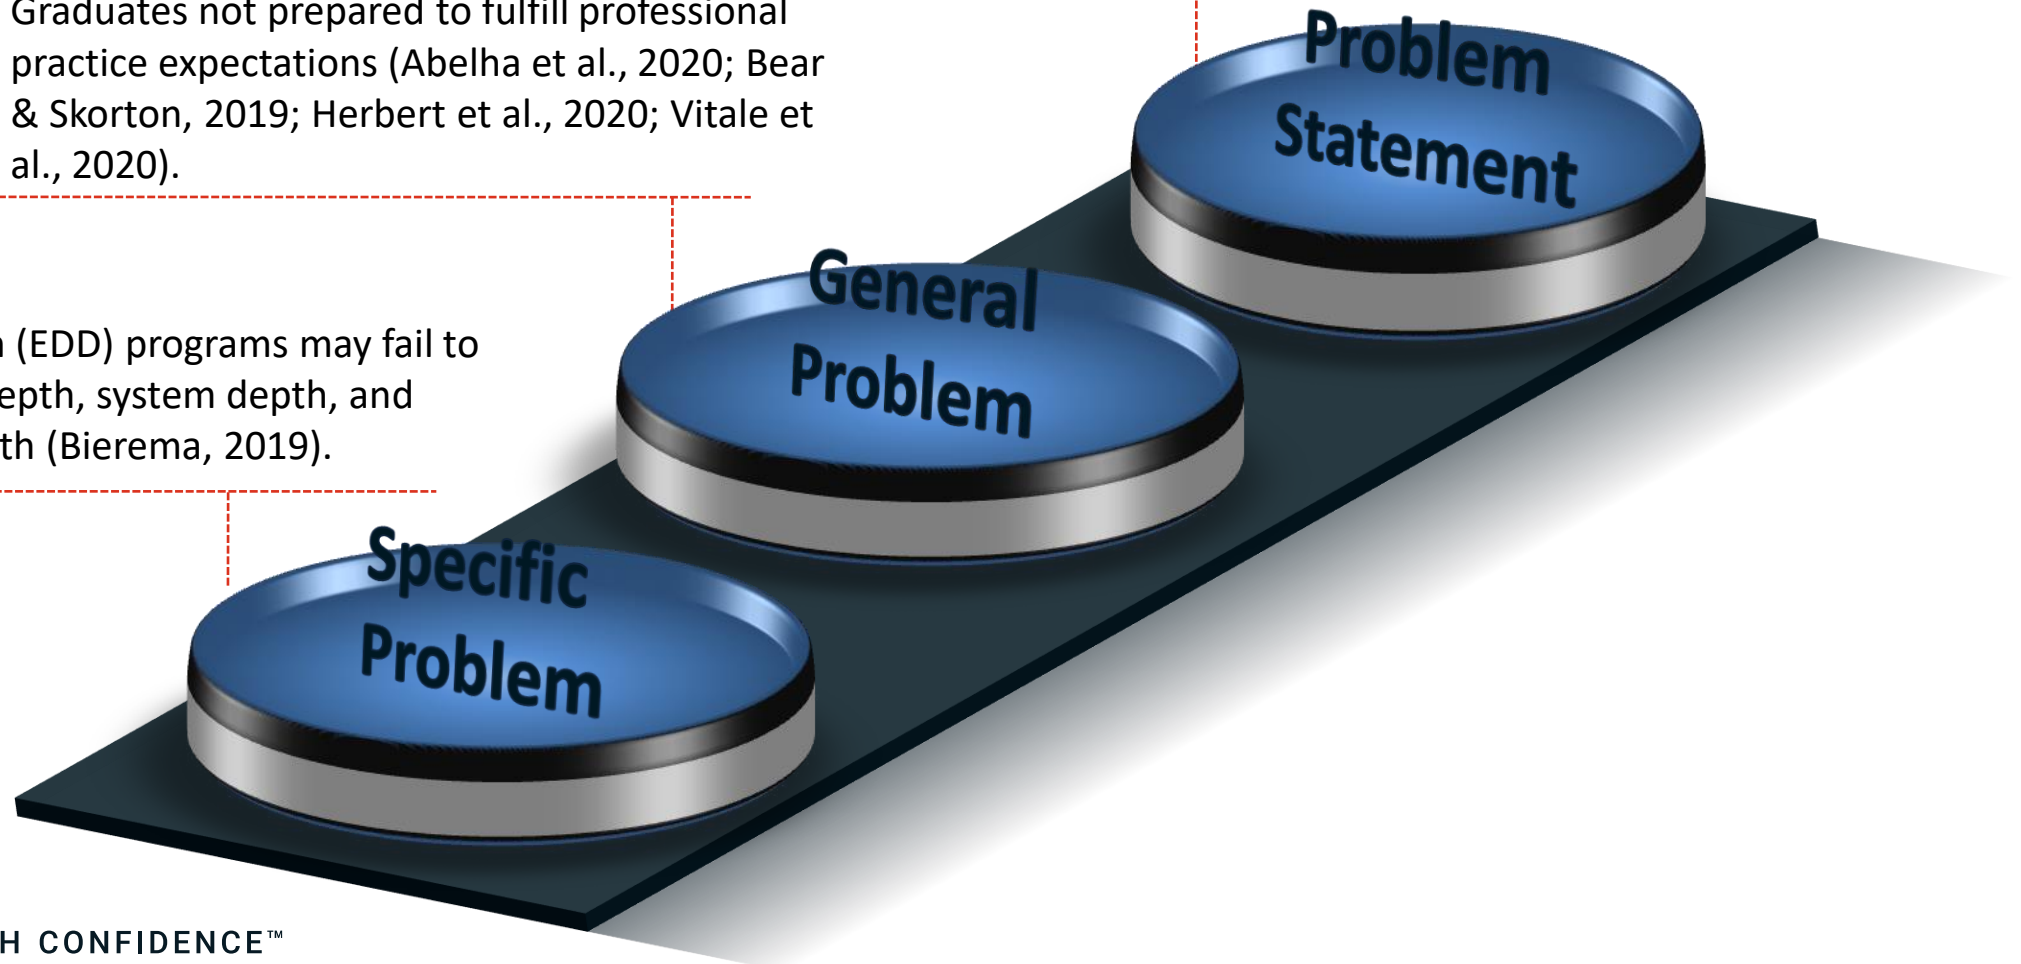 Graduates not prepared to fulfill professional
practice expectations (Abelha et al., 2020; Bear
& Skorton, 2019; Herbert et al., 2020; Vitale et
al., 2020).
Problem
Statement
General
Problem
(EDD) programs may fail to
depth, system depth, and
(Bierema, 2019).
Specific
Problem
CONFIDENCE™